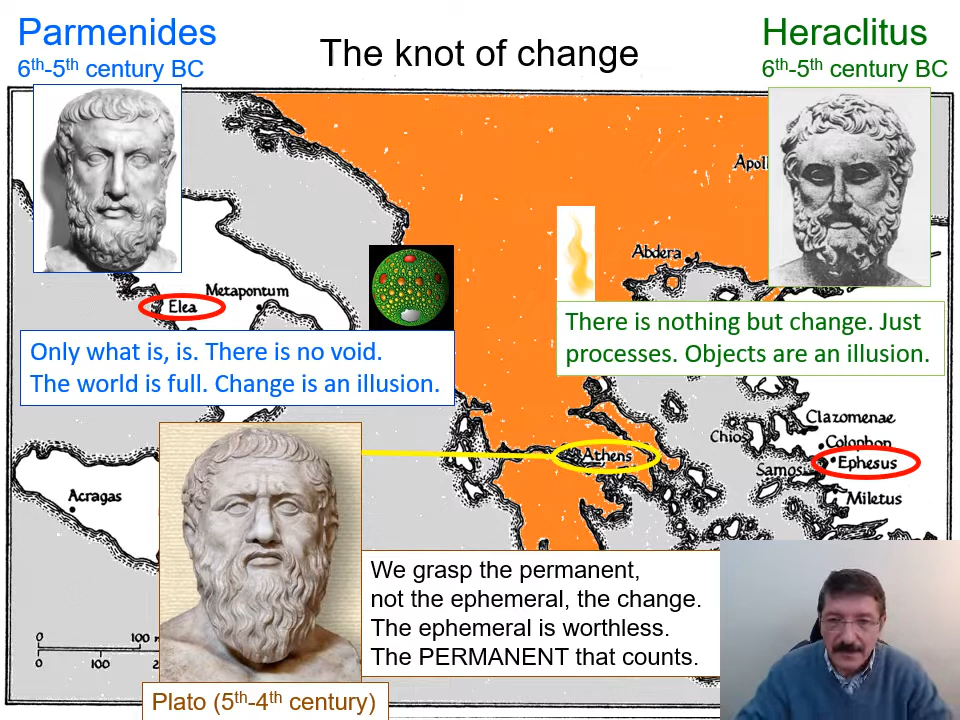 Parmenides
6th-5th century BC
The knot of change
Heraclitus
6th-5th century BC
Apoll
Abdera
Metapontum
Elea
Only what is, is. There is no void.
The world is full. Change is an illusion.
There is nothing but change. Just
processes. Objects are an illusion.
Clazomenae
Chios
Colophon
Athens
Ephesus
Samos
Acragas
Miletus
We grasp the permanent,
not the ephemeral, the change.
The ephemeral is worthless.
The PERMANENT that counts.
0 100
0 100 2
Plato (5th-4th century)